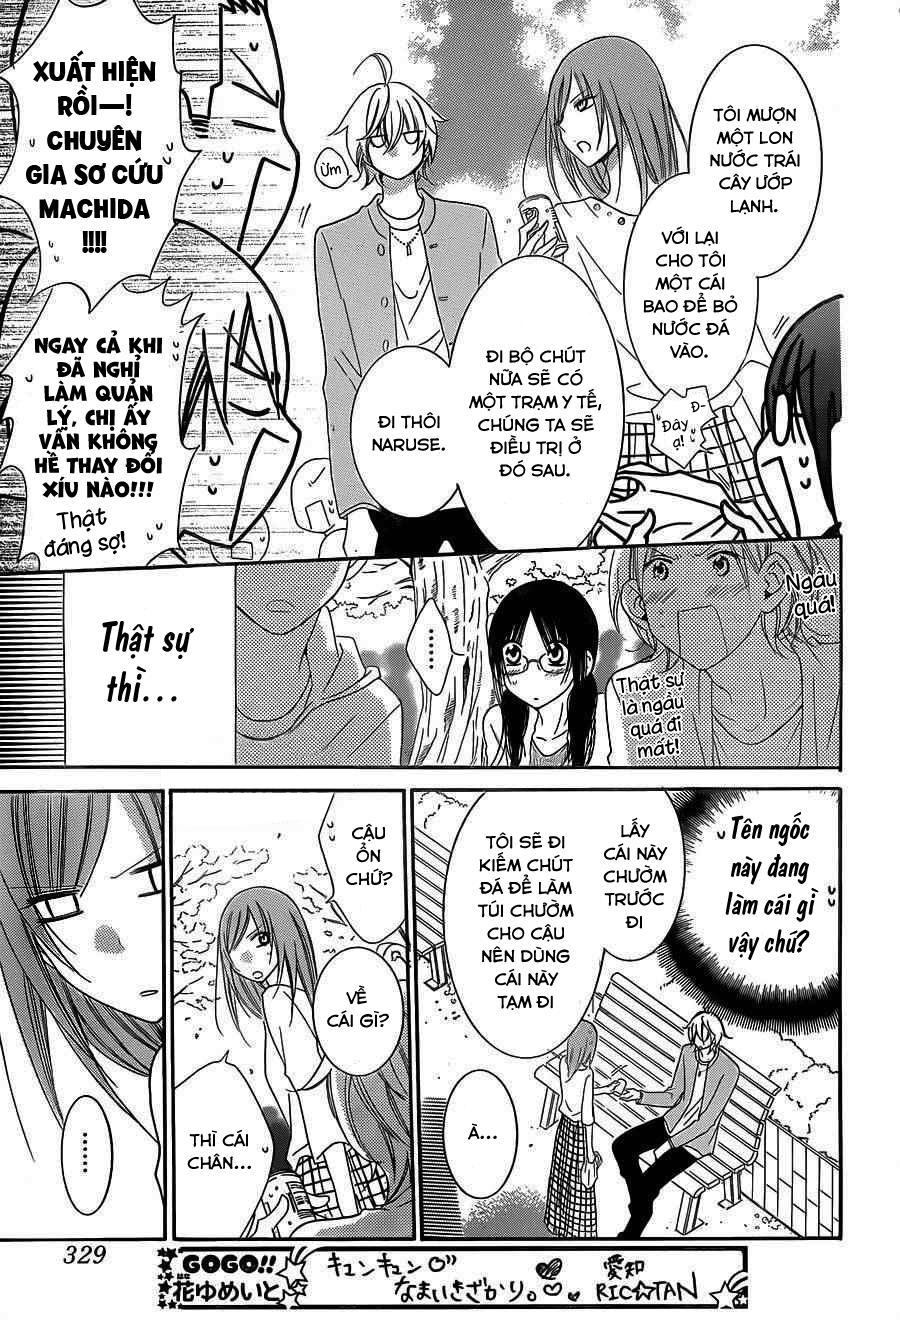 TÔI MƯỢN
MỘT LON
NƯỚC TRÁI
CÂY ƯỚP
LẠNH.
VỚI LẠI
CHO TÔI
MỘT CÁI
BAO ĐỂ BỎ
NƯỚC ĐÁ
VÀO.
Đ-
Đây
ạ!
Ừm
ĐI BỘ CHÚT
NỮA SẼ CÓ
MỘT TRẠM Y TẾ,
CHÚNG TA SẼ
ĐIỀU TRỊ Ở
ĐÓ SAU.
ĐI THÔI
NARUSE.
XUẤT HIỆN
RỒI—!
CHUYÊN
GIA SƠ CỨU
MACHIDA
!!!!
NGAY CẢ KHI
ĐÃ NGHỈ
LÀM QUẢN
LÝ, CHỊ ẤY
VẪN KHÔNG
HỀ THAY ĐỔI
XÍU NÀO!!!
Thật
đáng sợ!
Ngầu
quá!
Thật sự
là ngầu
quá đi
mất!
......
Thật sự
thì...
Tên ngốc
này đang
làm cái gì
vậy chứ?
LẤY
CÁI NÀY
CHƯỜM
TRƯỚC
ĐI
TÔI SẼ ĐI
KIẾM CHÚT
ĐÁ ĐỂ LÀM
TÚI CHƯỜM
CHO CẬU
NÊN DÙNG
CÁI NÀY
TẠM ĐI
À...
CẬU
ỔN
CHỨ?
VỀ
CÁI GÌ?
THÌ CÁI
CHÂN...
......
329
GOGO!!
花ゆめいと
キュンキュン
なまいきざかり。
愛知
RIC☆TAN